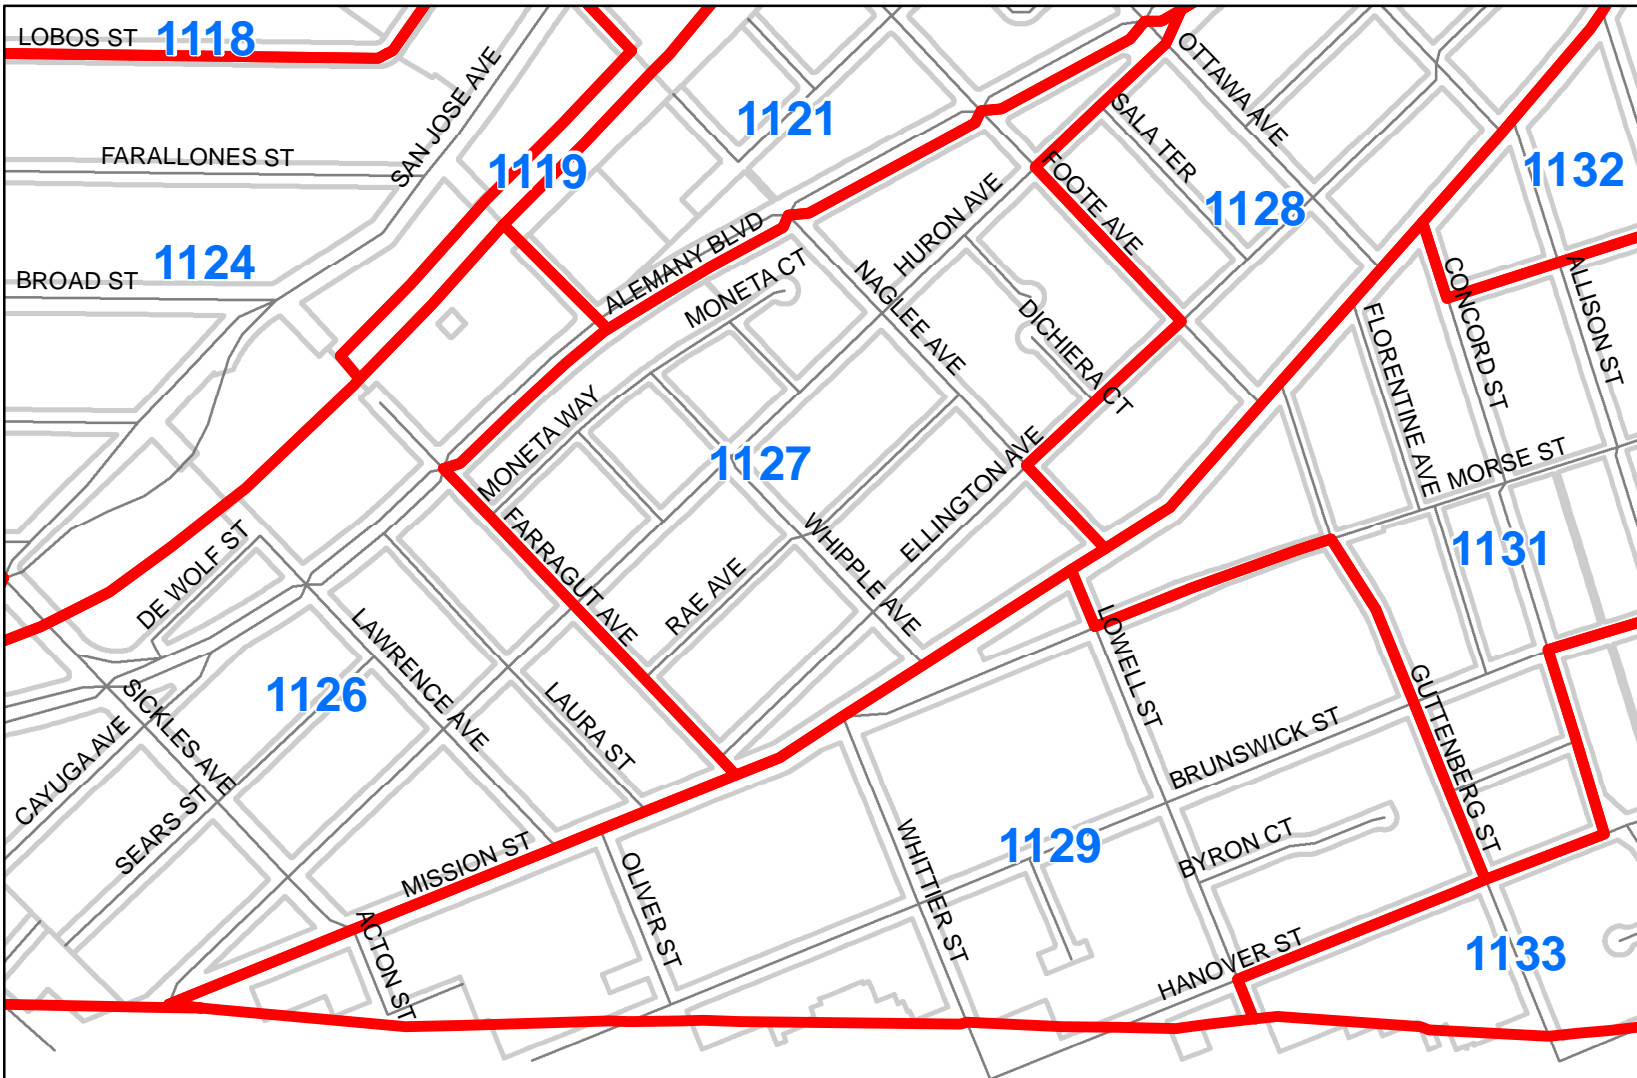 LOBOS ST
1118
SAN JOSE AVE
1121
OTTAWA AVE
SALA TER
FARALLONES ST
1119
FOOTE AVE
1132
1128
HURON AVE
BROAD ST
1124
ALEMANY BLVD
MONETA CT
NAGLEE AVE
DICHIERA CT
CONCORD ST
ALLISON ST
FLORENTINE AVE
MONETA WAY
1127
ELLINGTON AVE
MORSE ST
DE WOLF ST
FARRAGUT AVE
RAE AVE
WHIPPLE AVE
1131
LAWRENCE AVE
1126
LAURA ST
LOWELL ST
GUTTENBERG ST
SICKLES AVE
CAYUGA AVE
SEARS ST
BRUNSWICK ST
MISSION ST
OLIVER ST
WHITTIER ST
1129
BYRON CT
ACTON ST
HANOVER ST
1133